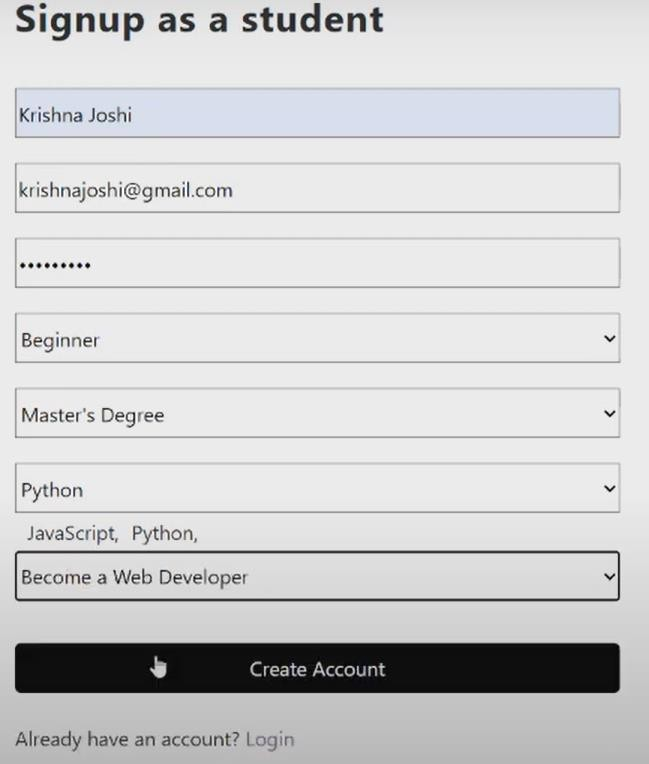 Signup as a student
Krishna Joshi
krishnajoshi@gmail.com
•••••••••
Beginner
Master's Degree
Python
JavaScript, Python,
Become a Web Developer
Create Account
Already have an account? Login